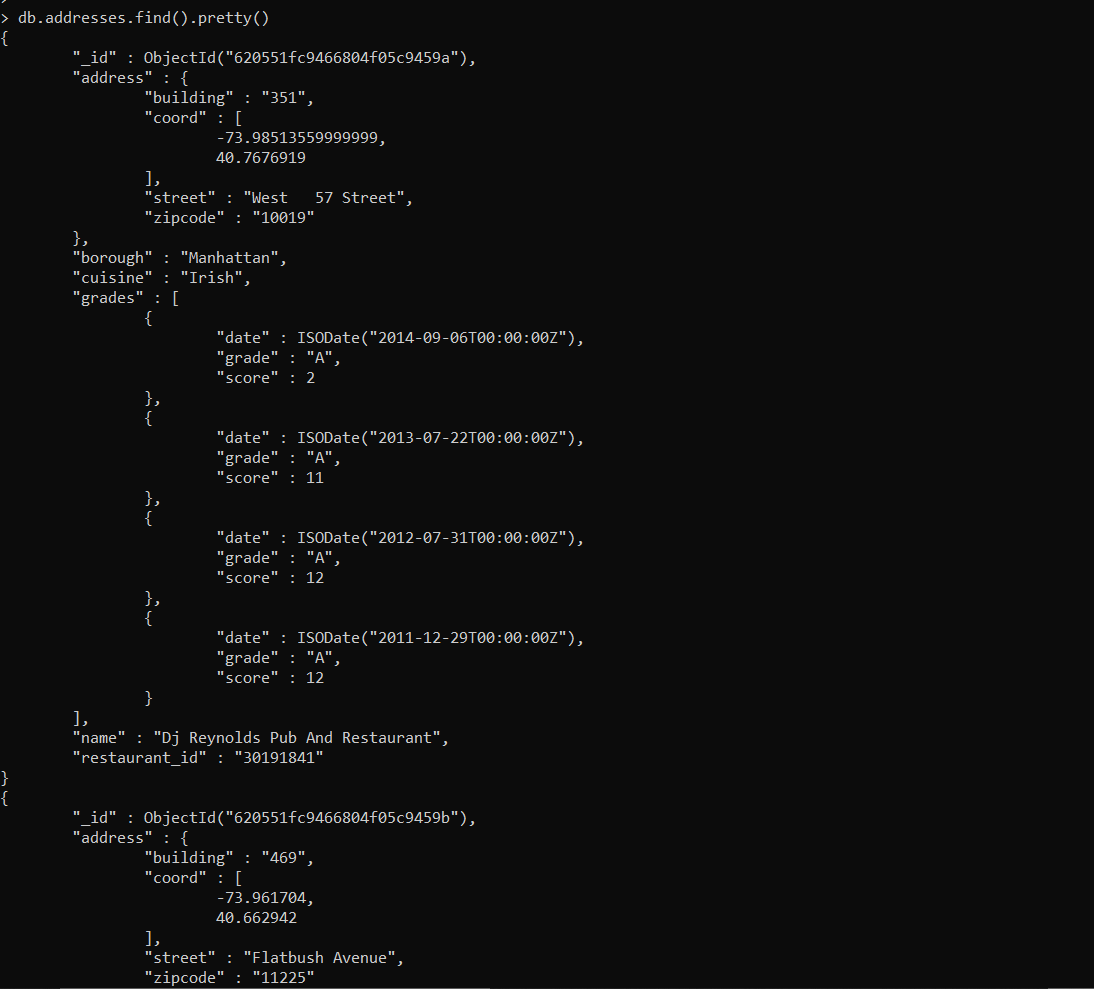 > db.addresses.find().pretty()
{
        "_id" : ObjectId("620551fc9466804f05c9459a"),
        "address" : {
                "building" : "351",
                "coord" : [
                        -73.98513559999999,
                        40.7676919
                ],
                "street" : "West   57 Street",
                "zipcode" : "10019"
        },
        "borough" : "Manhattan",
        "cuisine" : "Irish",
        "grades" : [
                {
                        "date" : ISODate("2014-09-06T00:00:00Z"),
                        "grade" : "A",
                        "score" : 2
                },
                {
                        "date" : ISODate("2013-07-22T00:00:00Z"),
                        "grade" : "A",
                        "score" : 11
                },
                {
                        "date" : ISODate("2012-07-31T00:00:00Z"),
                        "grade" : "A",
                        "score" : 12
                },
                {
                        "date" : ISODate("2011-12-29T00:00:00Z"),
                        "grade" : "A",
                        "score" : 12
                }
        ],
        "name" : "Dj Reynolds Pub And Restaurant",
        "restaurant_id" : "30191841"
}
{
        "_id" : ObjectId("620551fc9466804f05c9459b"),
        "address" : {
                "building" : "469",
                "coord" : [
                        -73.961704,
                        40.662942
                ],
                "street" : "Flatbush Avenue",
                "zipcode" : "11225"